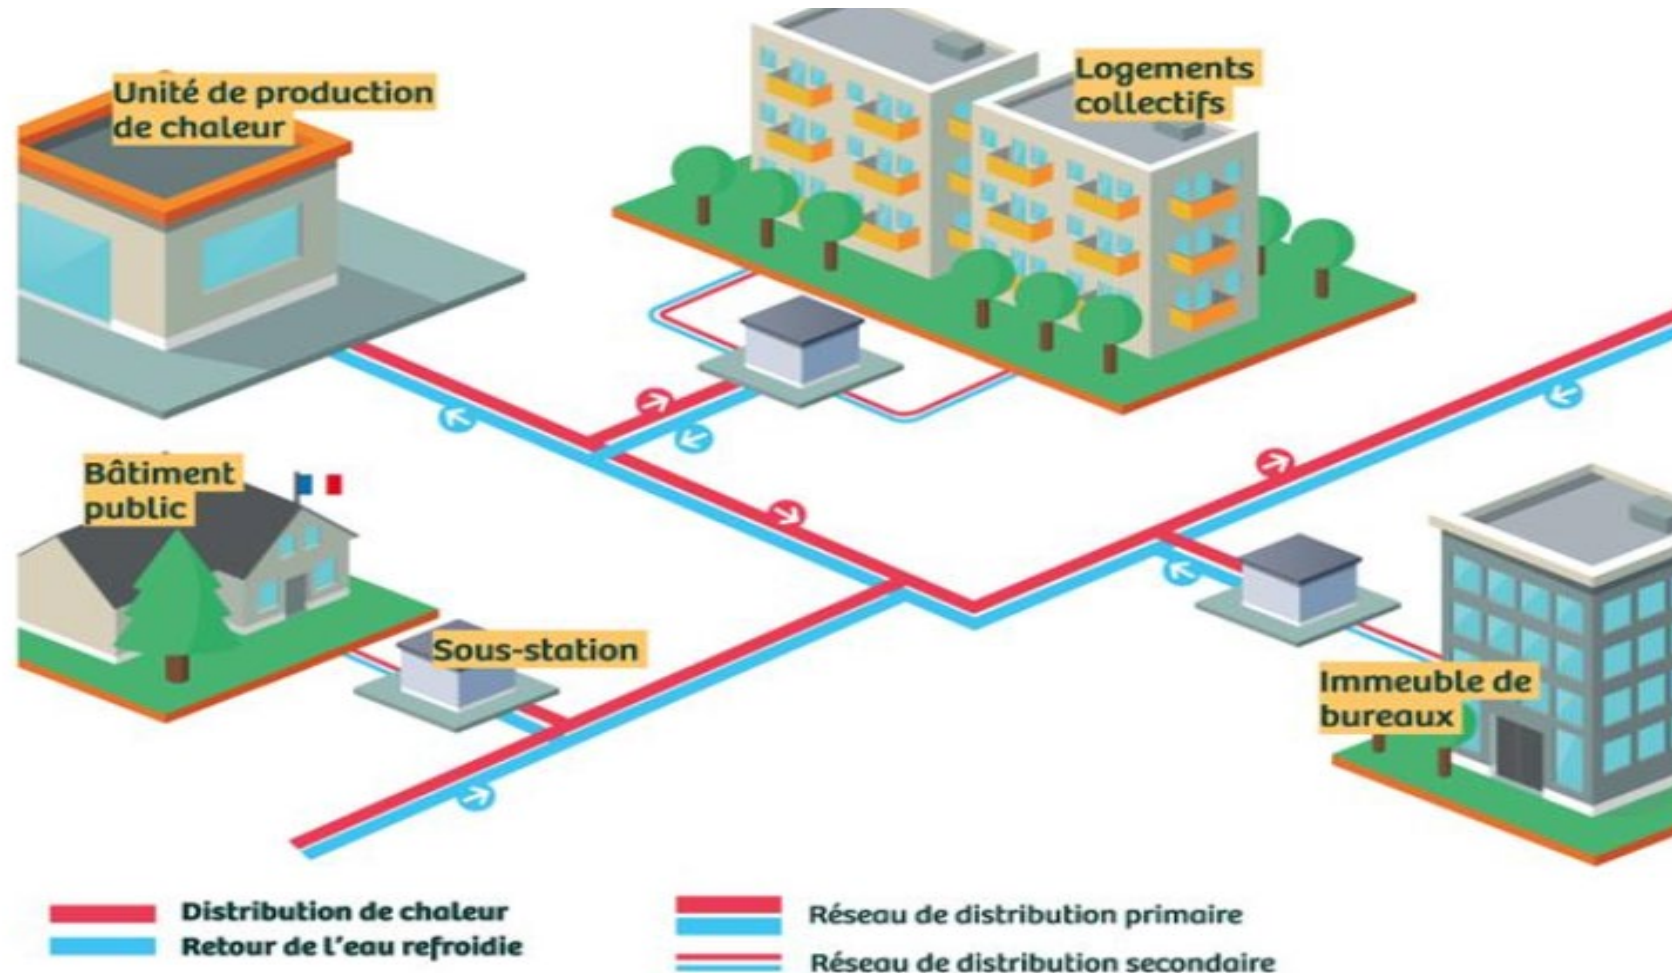 Unité de production
de chaleur
Logements
collectifs
Bâtiment
public
Sous-station
Immeuble de
bureaux
Distribution de chaleur
Retour de l'eau refroidie
Réseau de distribution primaire
Réseau de distribution secondaire